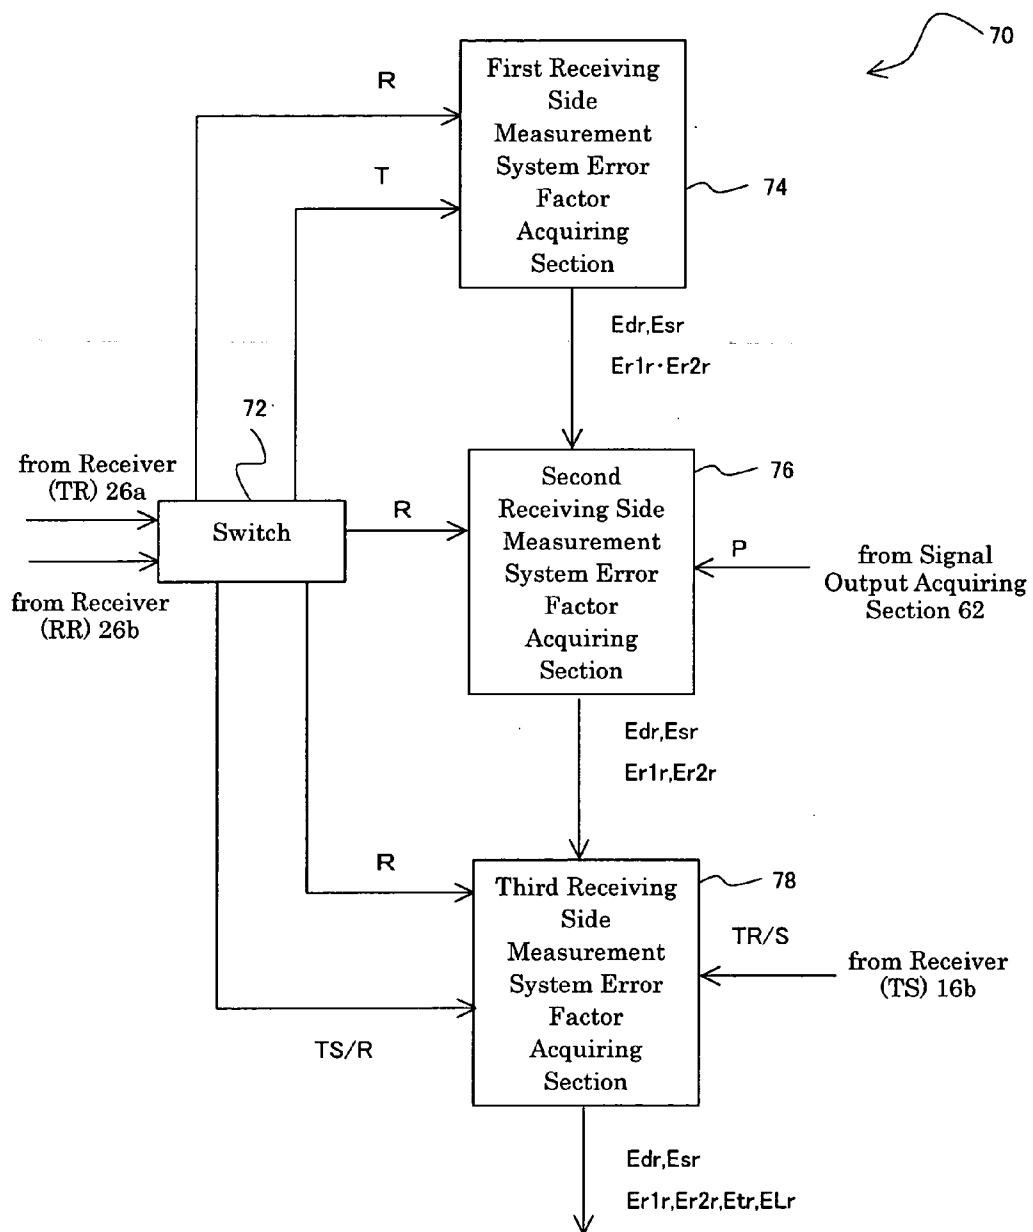 70
First Receiving
Side
Measurement
System Error
Factor
Acquiring
Section
R
T
74
Edr,Esr
Er1r・Er2r
72
from Receiver
(TR) 26a
Switch
from Receiver
(RR) 26b
R
Second
Receiving Side
Measurement
System Error
Factor
Acquiring
Section
76
P
from Signal
Output Acquiring
Section 62
Edr,Esr
Er1r,Er2r
R
Third Receiving
Side
Measurement
System Error
Factor
Acquiring
Section
78
TR/S
from Receiver
(TS) 16b
TS/R
Edr,Esr
Er1r,Er2r,Etr,ELr